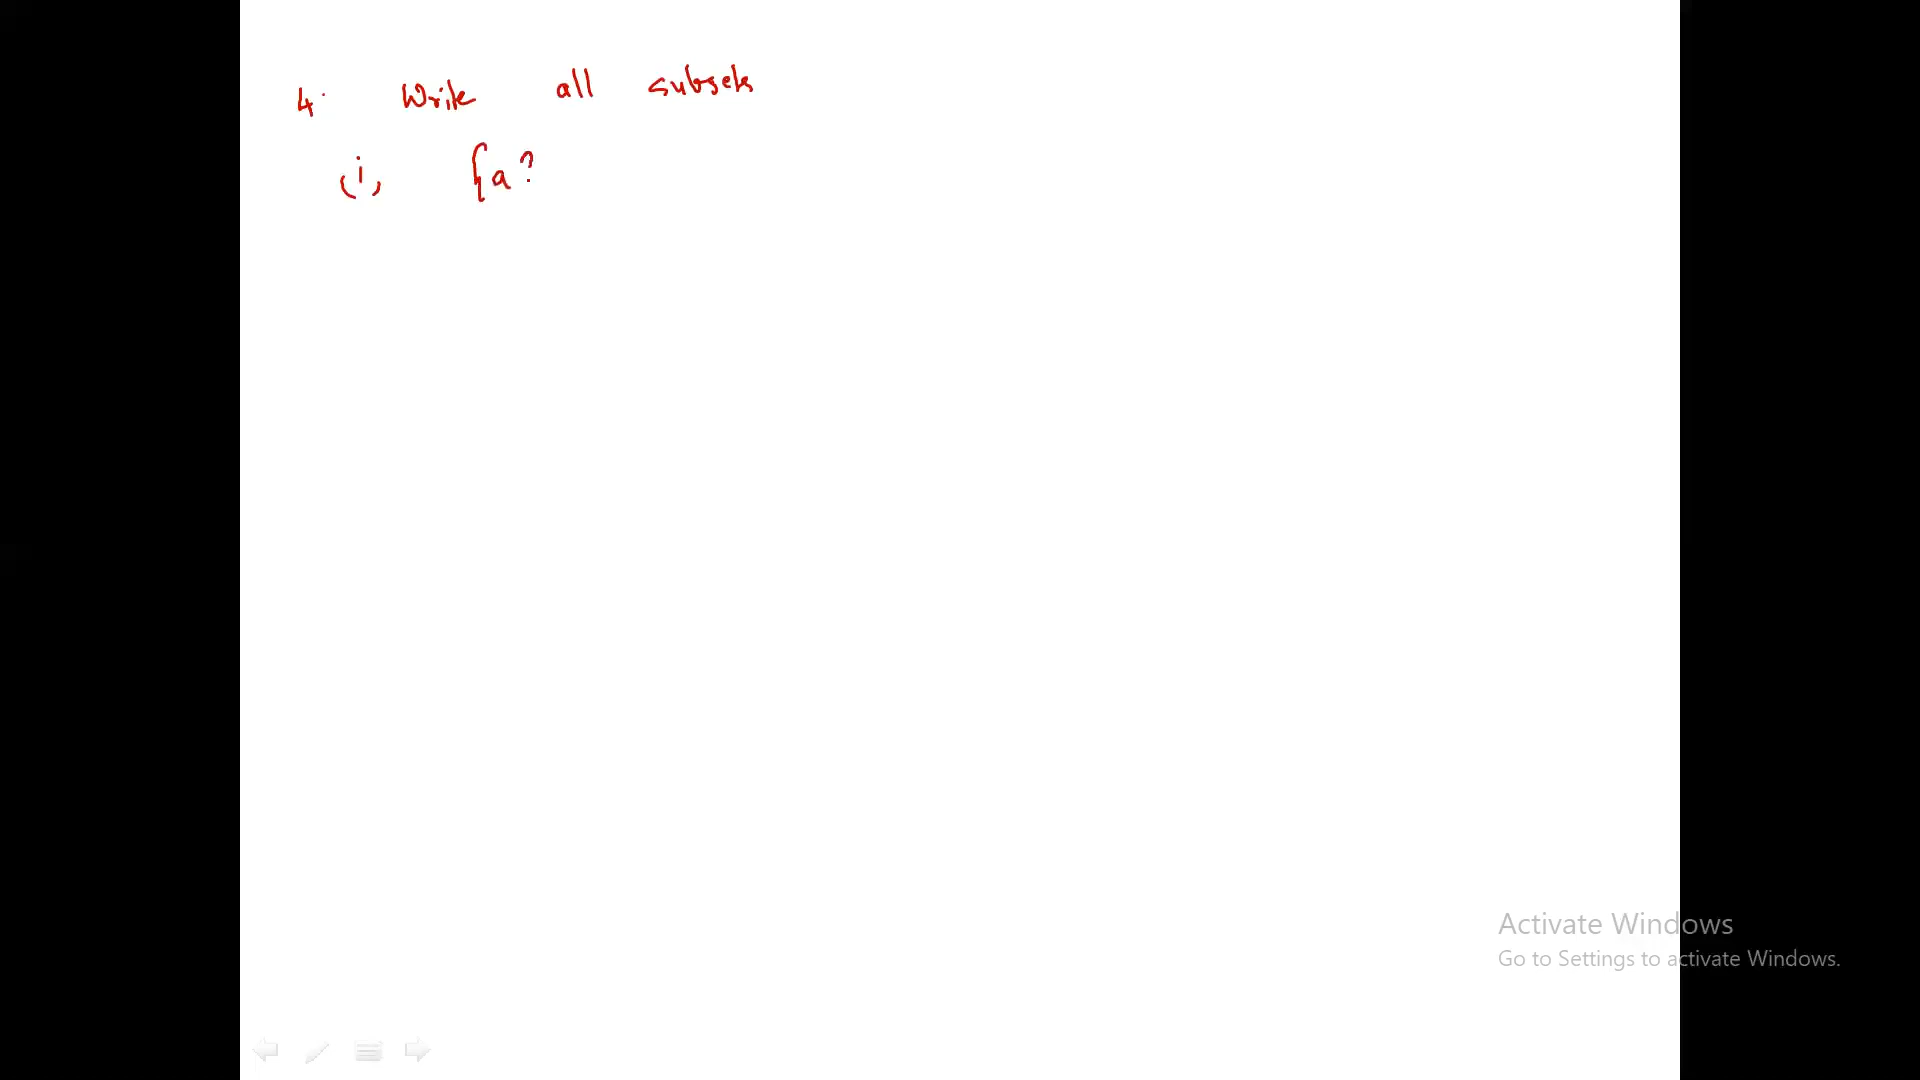 4. Write all subsets
(i) {a}
Activate Windows
Go to Settings to activate Windows.